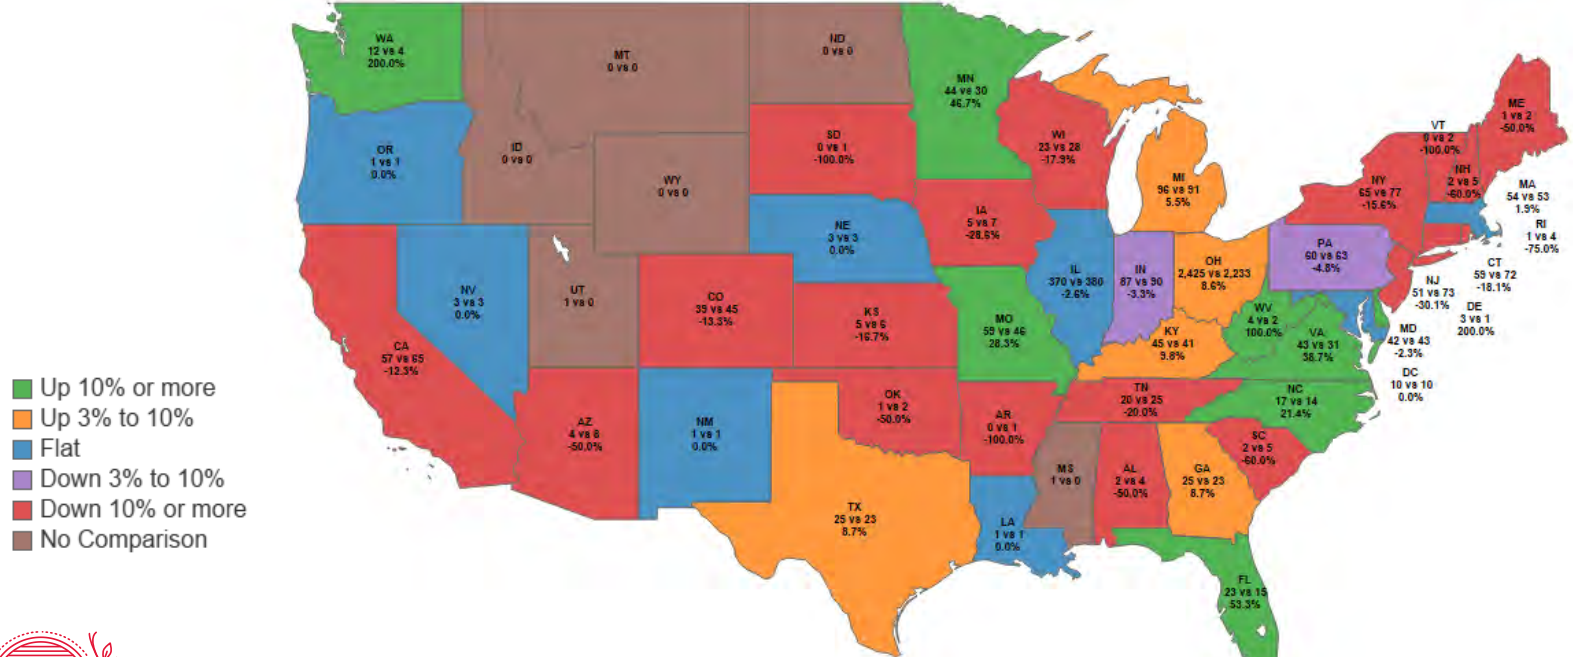 WA
12 vs 4
200.0%
OR
1 vs 1
0.0%
ID
0 vs 0
MT
0 vs 0
WY
0 vs 0
ND
0 vs 0
SD
0 vs 1
-100.0%
NE
3 vs 3
0.0%
MN
44 vs 30
46.7%
WI
23 vs 28
-17.9%
IA
5 vs 7
-28.6%
MI
96 vs 91
5.5%
NV
3 vs 3
0.0%
UT
1 vs 0
CA
57 vs 65
-12.3%
CO
39 vs 45
-13.3%
KS
5 vs 6
-16.7%
MO
59 vs 46
28.3%
IL
370 vs 380
-2.6%
IN
87 vs 90
-3.3%
OH
2,425 vs 2,233
8.6%
KY
45 vs 41
9.8%
WV
4 vs 2
100.0%
VA
43 vs 31
38.7%
PA
60 vs 63
-4.8%
NY
65 vs 77
-15.6%
VT
0 vs 2
-100.0%
NH
2 vs 5
-60.0%
ME
1 vs 2
-50.0%
MA
54 vs 53
1.9%
RI
1 vs 4
-75.0%
CT
59 vs 72
-18.1%
NJ
51 vs 73
-30.1%
DE
3 vs 1
200.0%
MD
42 vs 43
-2.3%
DC
10 vs 10
0.0%
AZ
4 vs 8
-50.0%
NM
1 vs 1
0.0%
OK
1 vs 2
-50.0%
AR
0 vs 1
-100.0%
TN
20 vs 25
-20.0%
NC
17 vs 14
21.4%
SC
2 vs 5
-60.0%
TX
25 vs 23
8.7%
LA
1 vs 1
0.0%
MS
1 vs 0
AL
2 vs 4
-50.0%
GA
25 vs 23
8.7%
FL
23 vs 15
53.3%
Up 10% or more
Up 3% to 10%
Flat
Down 3% to 10%
Down 10% or more
No Comparison